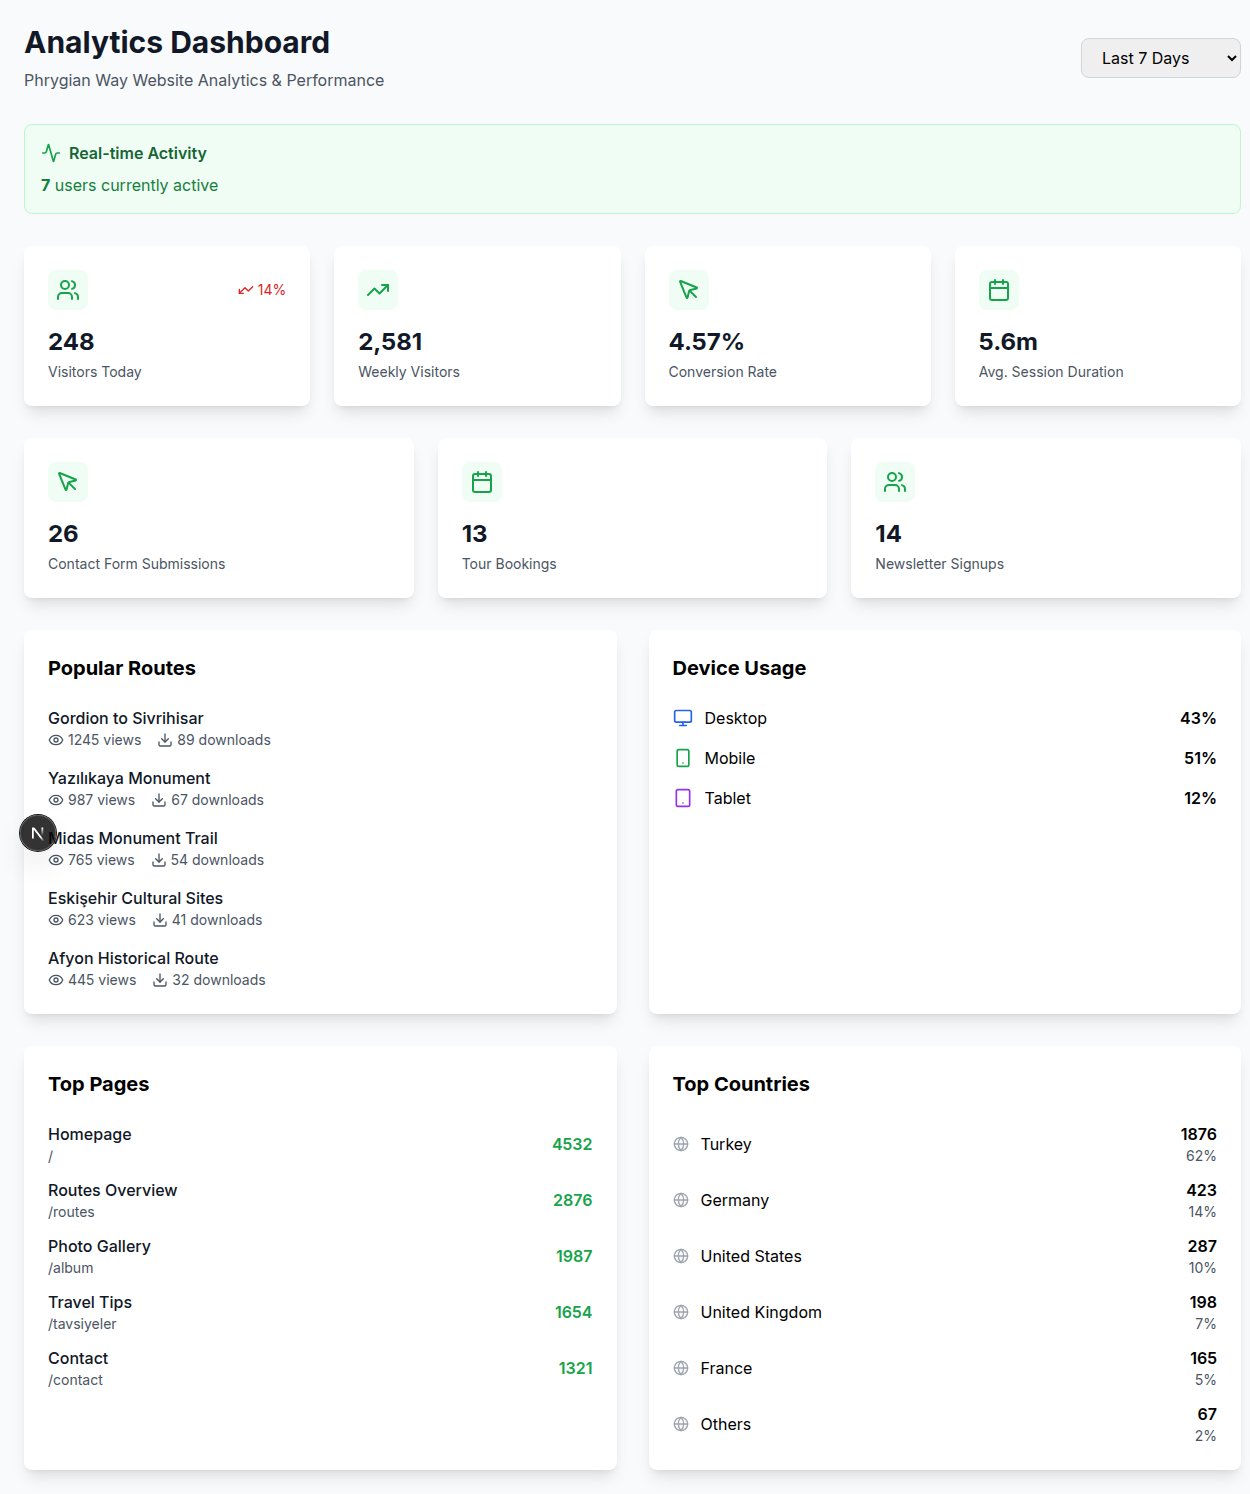 Analytics Dashboard
Phrygian Way Website Analytics & Performance
Last 7 Days
Real-time Activity
7 users currently active
14%
248
Visitors Today
2,581
Weekly Visitors
4.57%
Conversion Rate
5.6m
Avg. Session Duration
26
Contact Form Submissions
13
Tour Bookings
14
Newsletter Signups
Popular Routes
Gordion to Sivrihisar
1245 views 89 downloads
Yazılıkaya Monument
987 views 67 downloads
N
Midas Monument Trail
765 views 54 downloads
Eskişehir Cultural Sites
623 views 41 downloads
Afyon Historical Route
445 views 32 downloads
Device Usage
Desktop 43%
Mobile 51%
Tablet 12%
Top Pages
Homepage
/
4532
Routes Overview
/routes
2876
Photo Gallery
/album
1987
Travel Tips
/tavsiyeler
1654
Contact
/contact
1321
Top Countries
Turkey
1876
62%
Germany
423
14%
United States
287
10%
United Kingdom
198
7%
France
165
5%
Others
67
2%